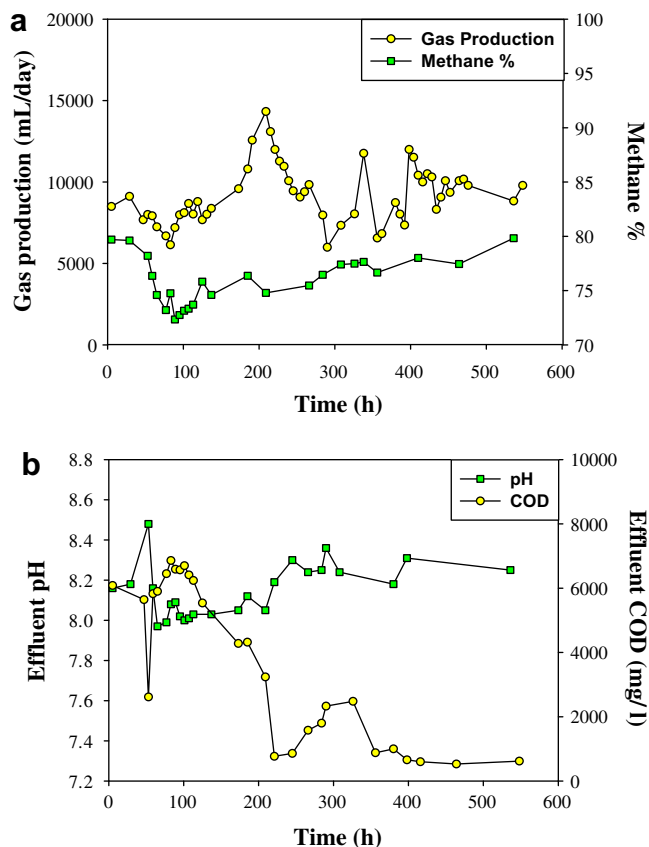 a
20000
15000
10000
5000
0
Gas production (mL/day)
Gas Production
Methane %
100
95
90
85
80
75
70
Methane %
0 100 200 300 400 500 600
Time (h)
b
8.8
8.6
8.4
8.2
8.0
7.8
7.6
7.4
7.2
Effluent pH
pH
COD
10000
8000
6000
4000
2000
0
Effluent COD (mg/ l)
0 100 200 300 400 500 600
Time (h)